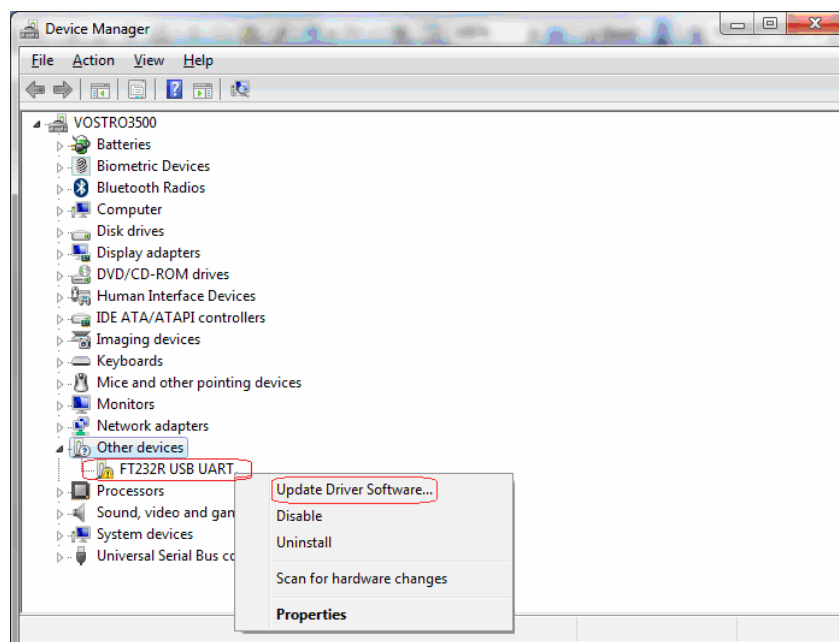 Device Manager
File Action View Help
VOSTRO3500
Batteries
Biometric Devices
Bluetooth Radios
Computer
Disk drives
Display adapters
DVD/CD-ROM drives
Human Interface Devices
IDE ATA/ATAPI controllers
Imaging devices
Keyboards
Mice and other pointing devices
Monitors
Network adapters
Other devices
FT232R USB UART
Processors
Sound, video and gan
System devices
Universal Serial Bus co
Update Driver Software...
Disable
Uninstall
Scan for hardware changes
Properties